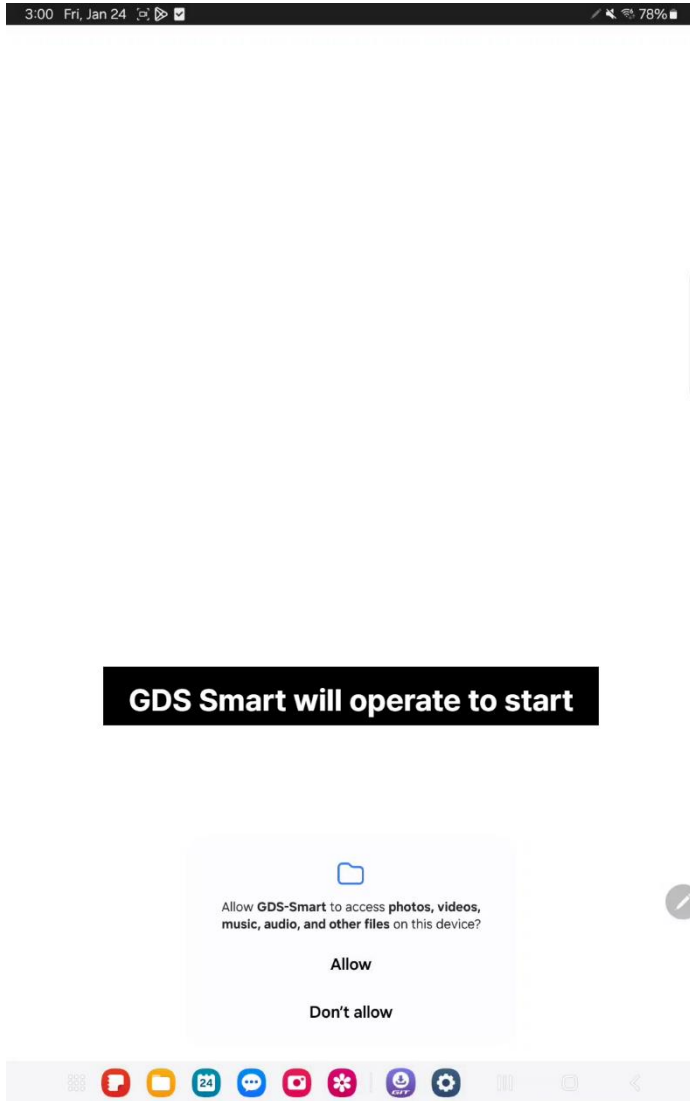 3:00 Fri, Jan 24 78%
GDS Smart will operate to start
Allow GDS-Smart to access photos, videos,
music, audio, and other files on this device?
Allow
Don't allow
24
GIT